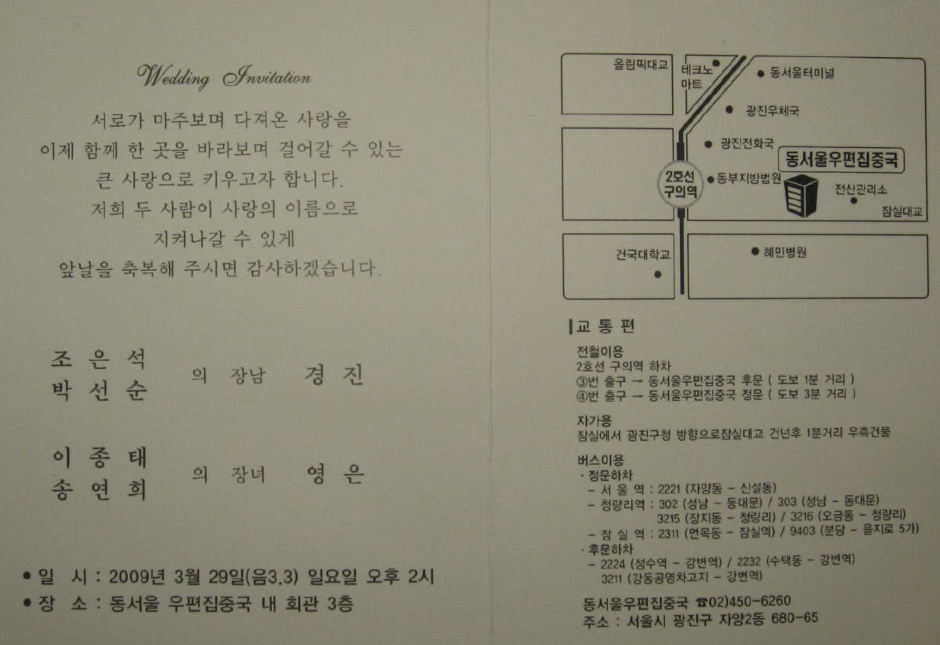 Wedding Invitation
서로가 마주보며 다져온 사랑을
이제 함께 한 곳을 바라보며 걸어갈 수 있는
큰 사랑으로 키우고자 합니다.
저희 두 사람이 사랑의 이름으로
지켜나갈 수 있게
앞날을 축복해 주시면 감사하겠습니다.
조은석
박선순 의 장남 경진
이종태
송연희 의 장녀 영은
• 일 시 : 2009년 3월 29일(음3.3) 일요일 오후 2시
• 장 소 : 동서울 우편집중국 내 회관 3층
올림픽대교
테크노
마트
동서울터미널
광진우체국
광진전화국
동서울우편집중국
2호선
구의역
동부지방법원
전산관리소
잠실대교
건국대학교
혜민병원
교통편
전철이용
2호선 구의역 하차
③번 출구 → 동서울우편집중국 후문 ( 도보 1분 거리 )
④번 출구 → 동서울우편집중국 정문 ( 도보 3분 거리 )
자가용
잠실에서 광진구청 방향으로잠실대교 건넌후 1분거리 우측건물
버스이용
· 정문하차
– 서 울 역 : 2221 (자양동 – 신설동)
– 청량리역 : 302 (성남 – 동대문) / 303 (성남 – 동대문)
3215 (장지동 – 청량리) / 3216 (오금동 – 청량리)
– 잠 실 역 : 2311 (면목동 – 잠실역) / 9403 (분당 – 을지로 5가)
· 후문하차
– 2224 (성수역 – 강변역) / 2232 (수택동 – 강변역)
3211 (강동공영차고지 – 강변역)
동서울우편집중국 ☎02)450-6260
주소 : 서울시 광진구 자양2동 680-65